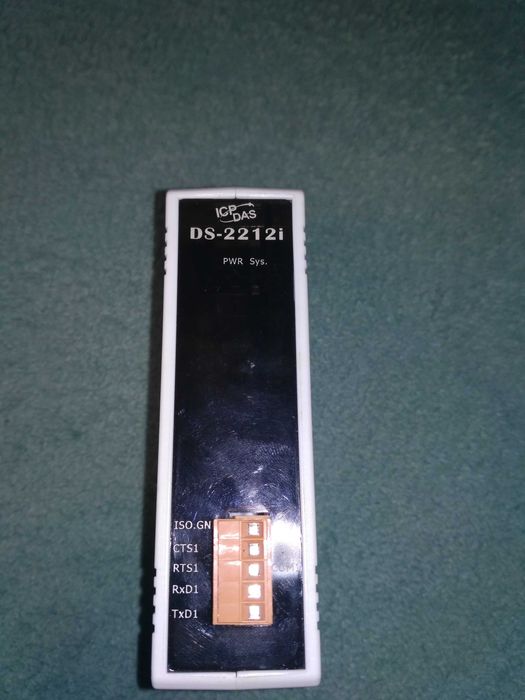 ICP
DAS
DS-2212i
PWR Sys.
ISO.GN
CTS1
RTS1
RxD1
TxD1